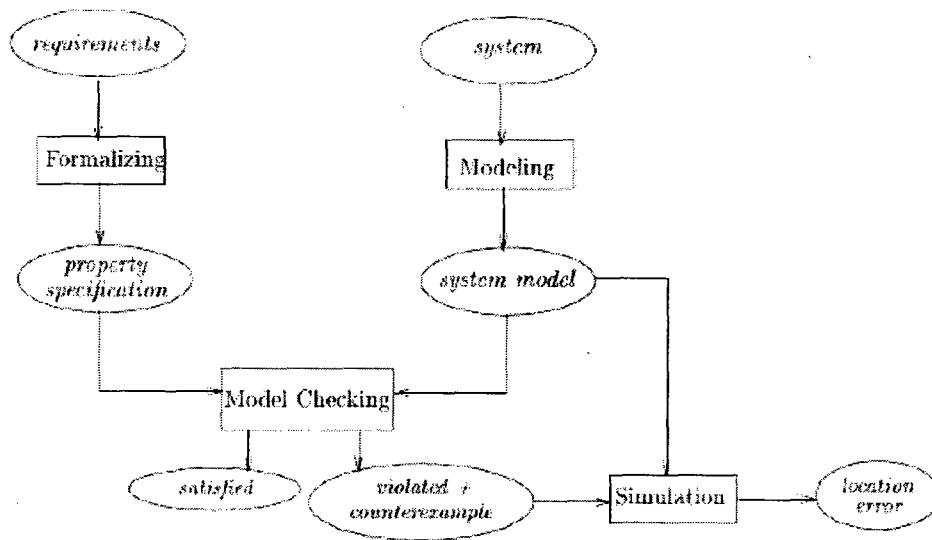 requirements
system
Formalizing
Modeling
property
specification
system model
Model Checking
satisfied
violated +
counterexample
Simulation
location
error